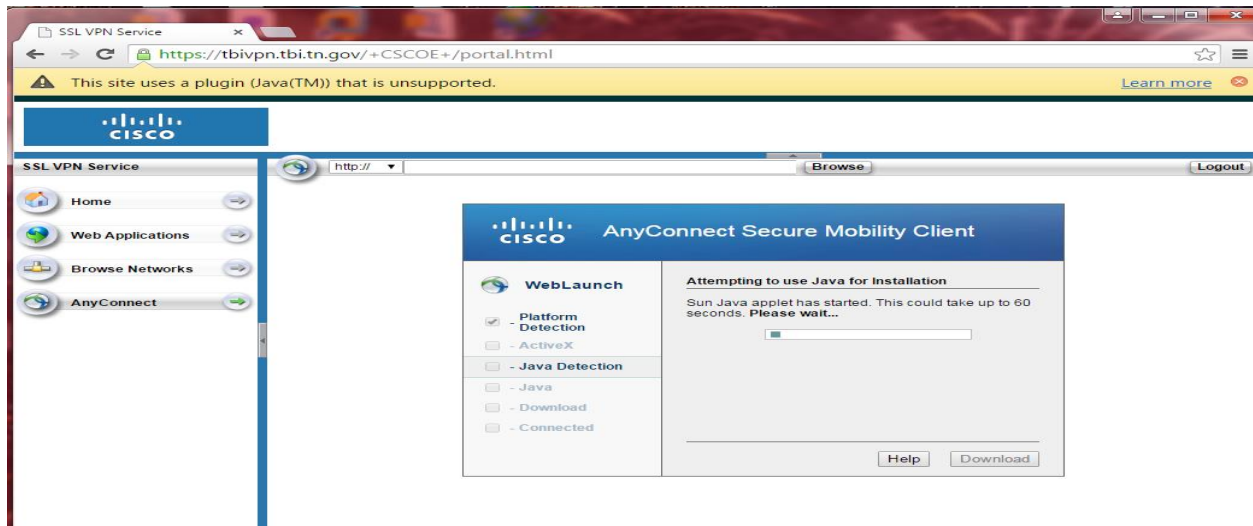 SSL VPN Service
https://tbivpn.tbi.tn.gov/+CSCOE+/portal.html
This site uses a plugin (Java(TM)) that is unsupported.
Learn more
CISCO
SSL VPN Service
http://
Browse
Logout
Home
Web Applications
Browse Networks
AnyConnect
CISCO
AnyConnect Secure Mobility Client
WebLaunch
- Platform
Detection
- ActiveX
- Java Detection
- Java
- Download
- Connected
Attempting to use Java for Installation
Sun Java applet has started. This could take up to 60
seconds. Please wait...
Help
Download